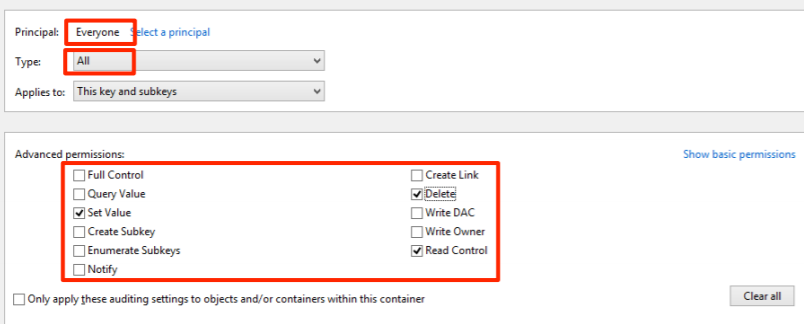 Principal: Everyone Select a principal
Type: All
Applies to: This key and subkeys
Advanced permissions: Show basic permissions
Full Control Create Link
Query Value Delete
Set Value Write DAC
Create Subkey Write Owner
Enumerate Subkeys Read Control
Notify
Only apply these auditing settings to objects and/or containers within this container Clear all